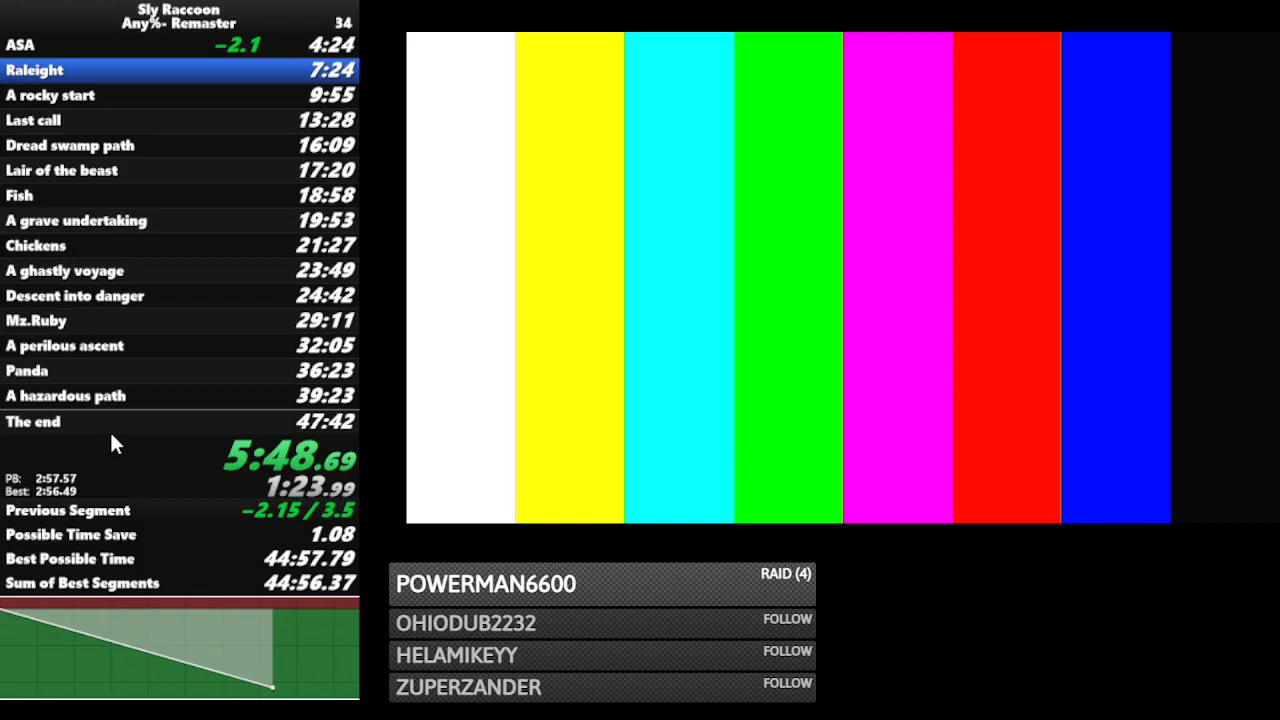 Sly Raccoon
Any%- Remaster 34
ASA −2.1 4:24
Raleight 7:24
A rocky start 9:55
Last call 13:28
Dread swamp path 16:09
Lair of the beast 17:20
Fish 18:58
A grave undertaking 19:53
Chickens 21:27
A ghastly voyage 23:49
Descent into danger 24:42
Mz.Ruby 29:11
A perilous ascent 32:05
Panda 36:23
A hazardous path 39:23
The end 47:42
5:48.69
PB: 2:57.57
Best: 2:56.49
1:23.99
Previous Segment −2.15 / 3.5
Possible Time Save 1.08
Best Possible Time 44:57.79
Sum of Best Segments 44:56.37
POWERMAN6600 RAID (4)
OHIODUB2232 FOLLOW
HELAMIKEYY FOLLOW
ZUPERZANDER FOLLOW